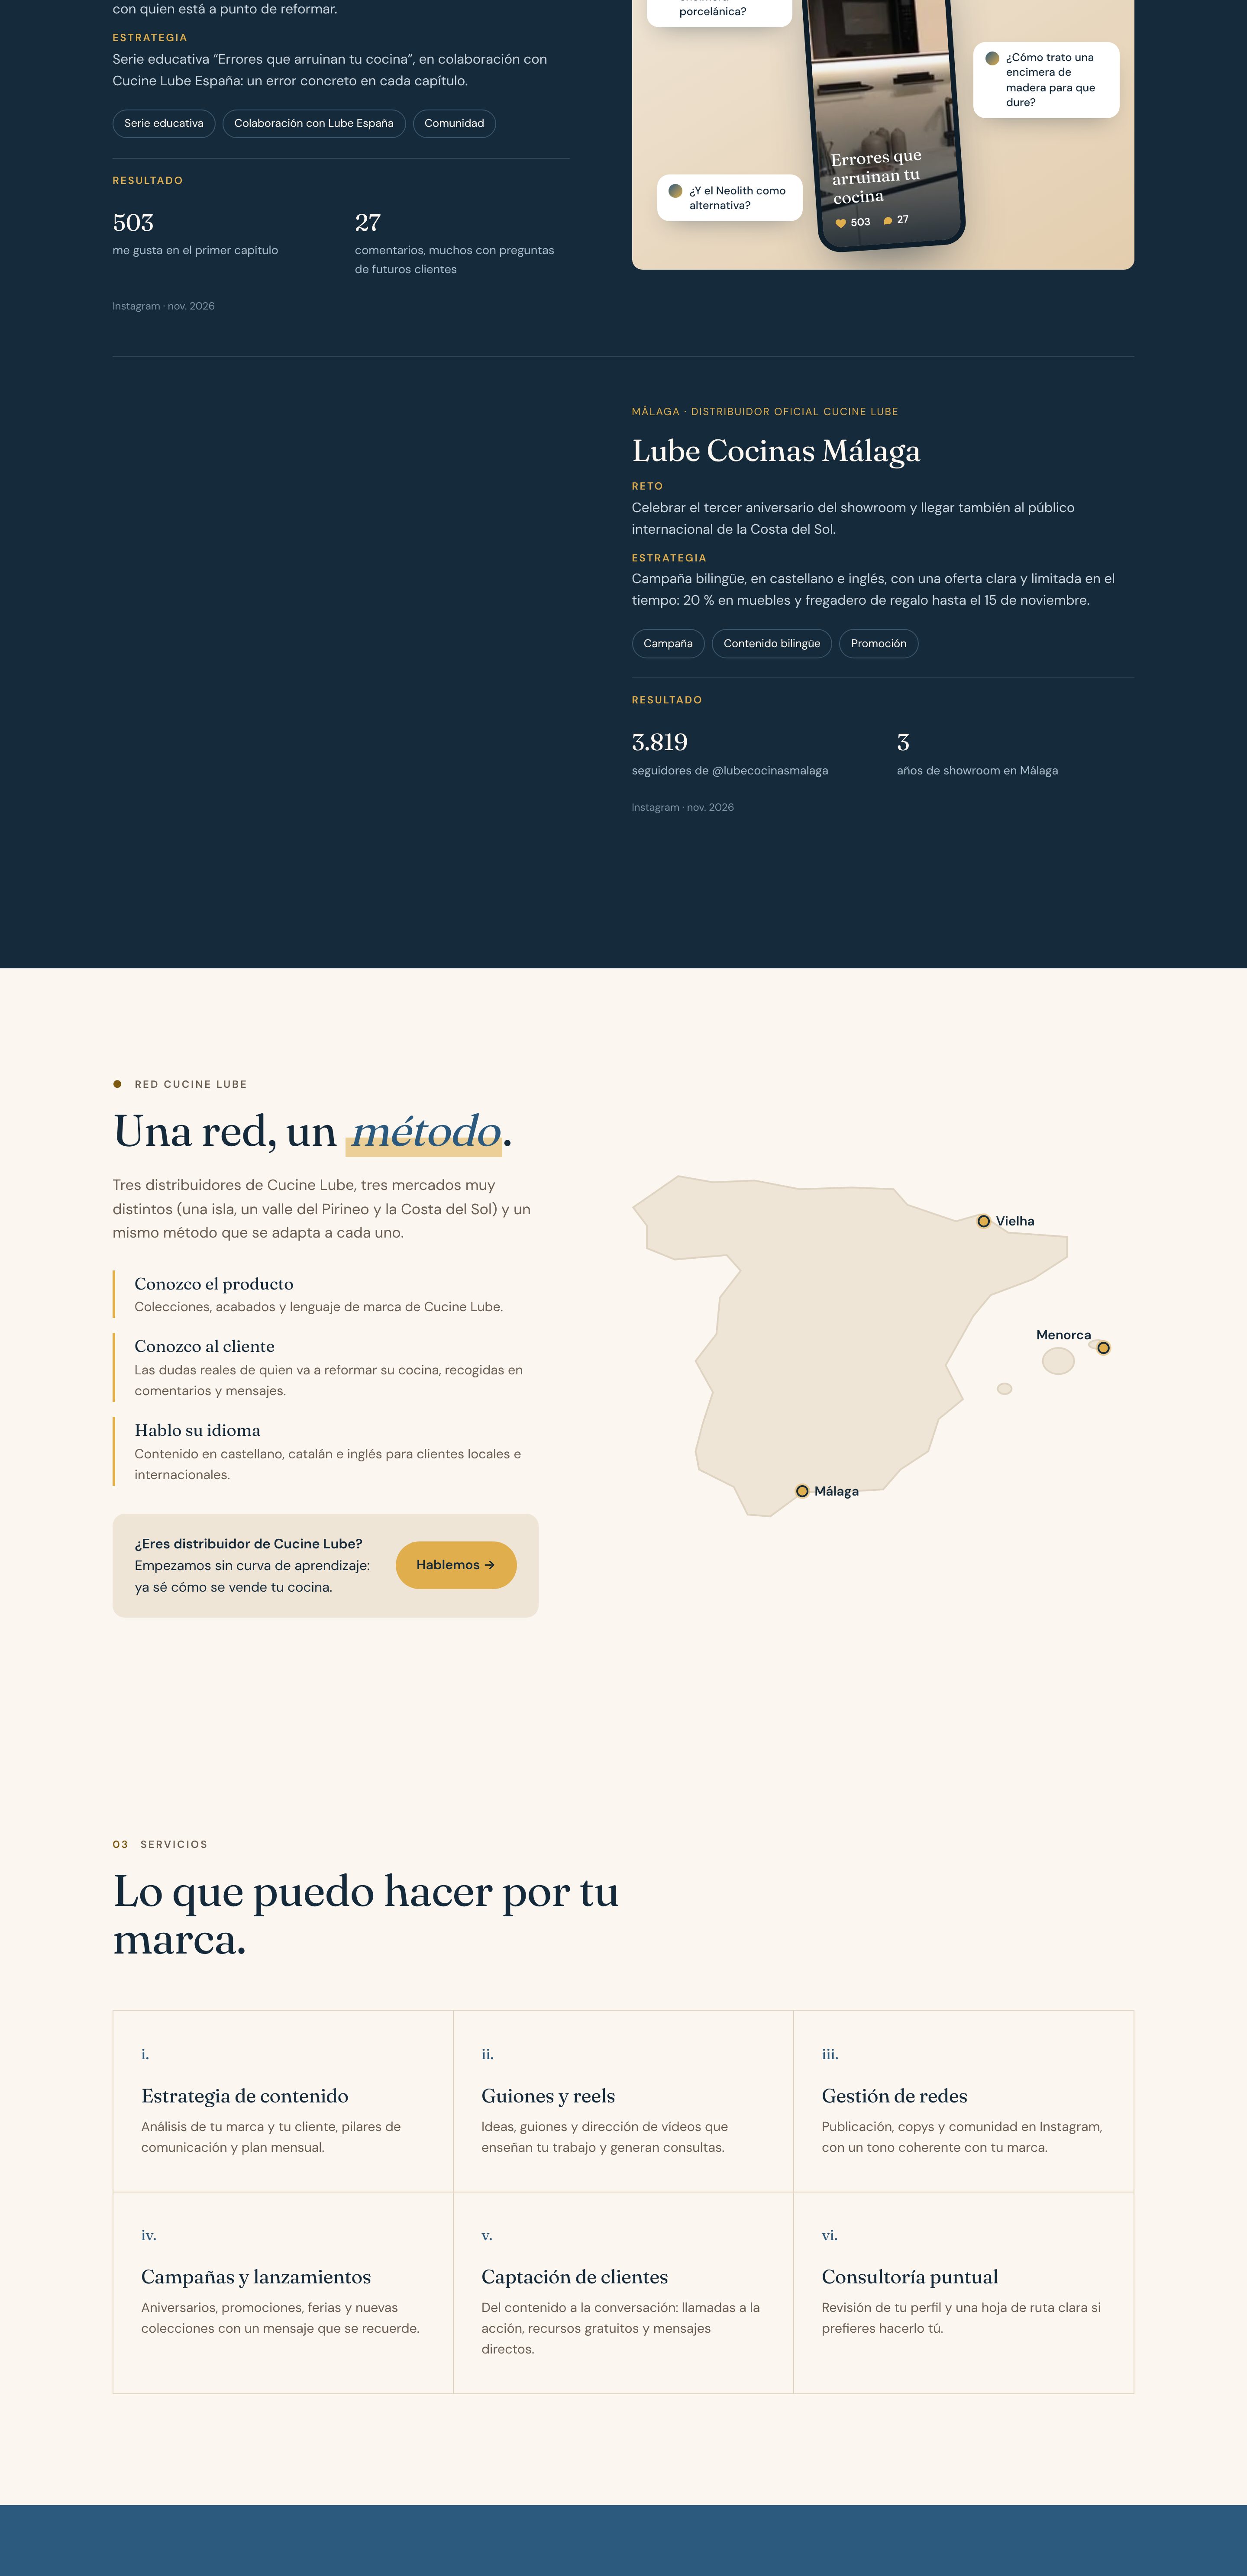 con quien está a punto de reformar.
ESTRATEGIA
Serie educativa “Errores que arruinan tu cocina”, en colaboración con
Cucine Lube España: un error concreto en cada capítulo.
Serie educativa
Colaboración con Lube España
Comunidad
RESULTADO
503
me gusta en el primer capítulo
27
comentarios, muchos con preguntas
de futuros clientes
Instagram · nov. 2026
porcelánica?
¿Cómo trato una
encimera de
madera para que
dure?
¿Y el Neolith como
alternativa?
Errores que
arruinan tu
cocina
503
27
MÁLAGA · DISTRIBUIDOR OFICIAL CUCINE LUBE
Lube Cocinas Málaga
RETO
Celebrar el tercer aniversario del showroom y llegar también al público
internacional de la Costa del Sol.
ESTRATEGIA
Campaña bilingüe, en castellano e inglés, con una oferta clara y limitada en el
tiempo: 20 % en muebles y fregadero de regalo hasta el 15 de noviembre.
Campaña
Contenido bilingüe
Promoción
RESULTADO
3.819
seguidores de @lubecocinasmalaga
3
años de showroom en Málaga
Instagram · nov. 2026
RED CUCINE LUBE
Una red, un método.
Tres distribuidores de Cucine Lube, tres mercados muy
distintos (una isla, un valle del Pirineo y la Costa del Sol) y un
mismo método que se adapta a cada uno.
Conozco el producto
Colecciones, acabados y lenguaje de marca de Cucine Lube.
Conozco al cliente
Las dudas reales de quien va a reformar su cocina, recogidas en
comentarios y mensajes.
Hablo su idioma
Contenido en castellano, catalán e inglés para clientes locales e
internacionales.
¿Eres distribuidor de Cucine Lube?
Empezamos sin curva de aprendizaje:
ya sé cómo se vende tu cocina.
Hablemos →
Vielha
Menorca
Málaga
03 SERVICIOS
Lo que puedo hacer por tu
marca.
i.
Estrategia de contenido
Análisis de tu marca y tu cliente, pilares de
comunicación y plan mensual.
ii.
Guiones y reels
Ideas, guiones y dirección de vídeos que
enseñan tu trabajo y generan consultas.
iii.
Gestión de redes
Publicación, copys y comunidad en Instagram,
con un tono coherente con tu marca.
iv.
Campañas y lanzamientos
Aniversarios, promociones, ferias y nuevas
colecciones con un mensaje que se recuerde.
v.
Captación de clientes
Del contenido a la conversación: llamadas a la
acción, recursos gratuitos y mensajes
directos.
vi.
Consultoría puntual
Revisión de tu perfil y una hoja de ruta clara si
prefieres hacerlo tú.